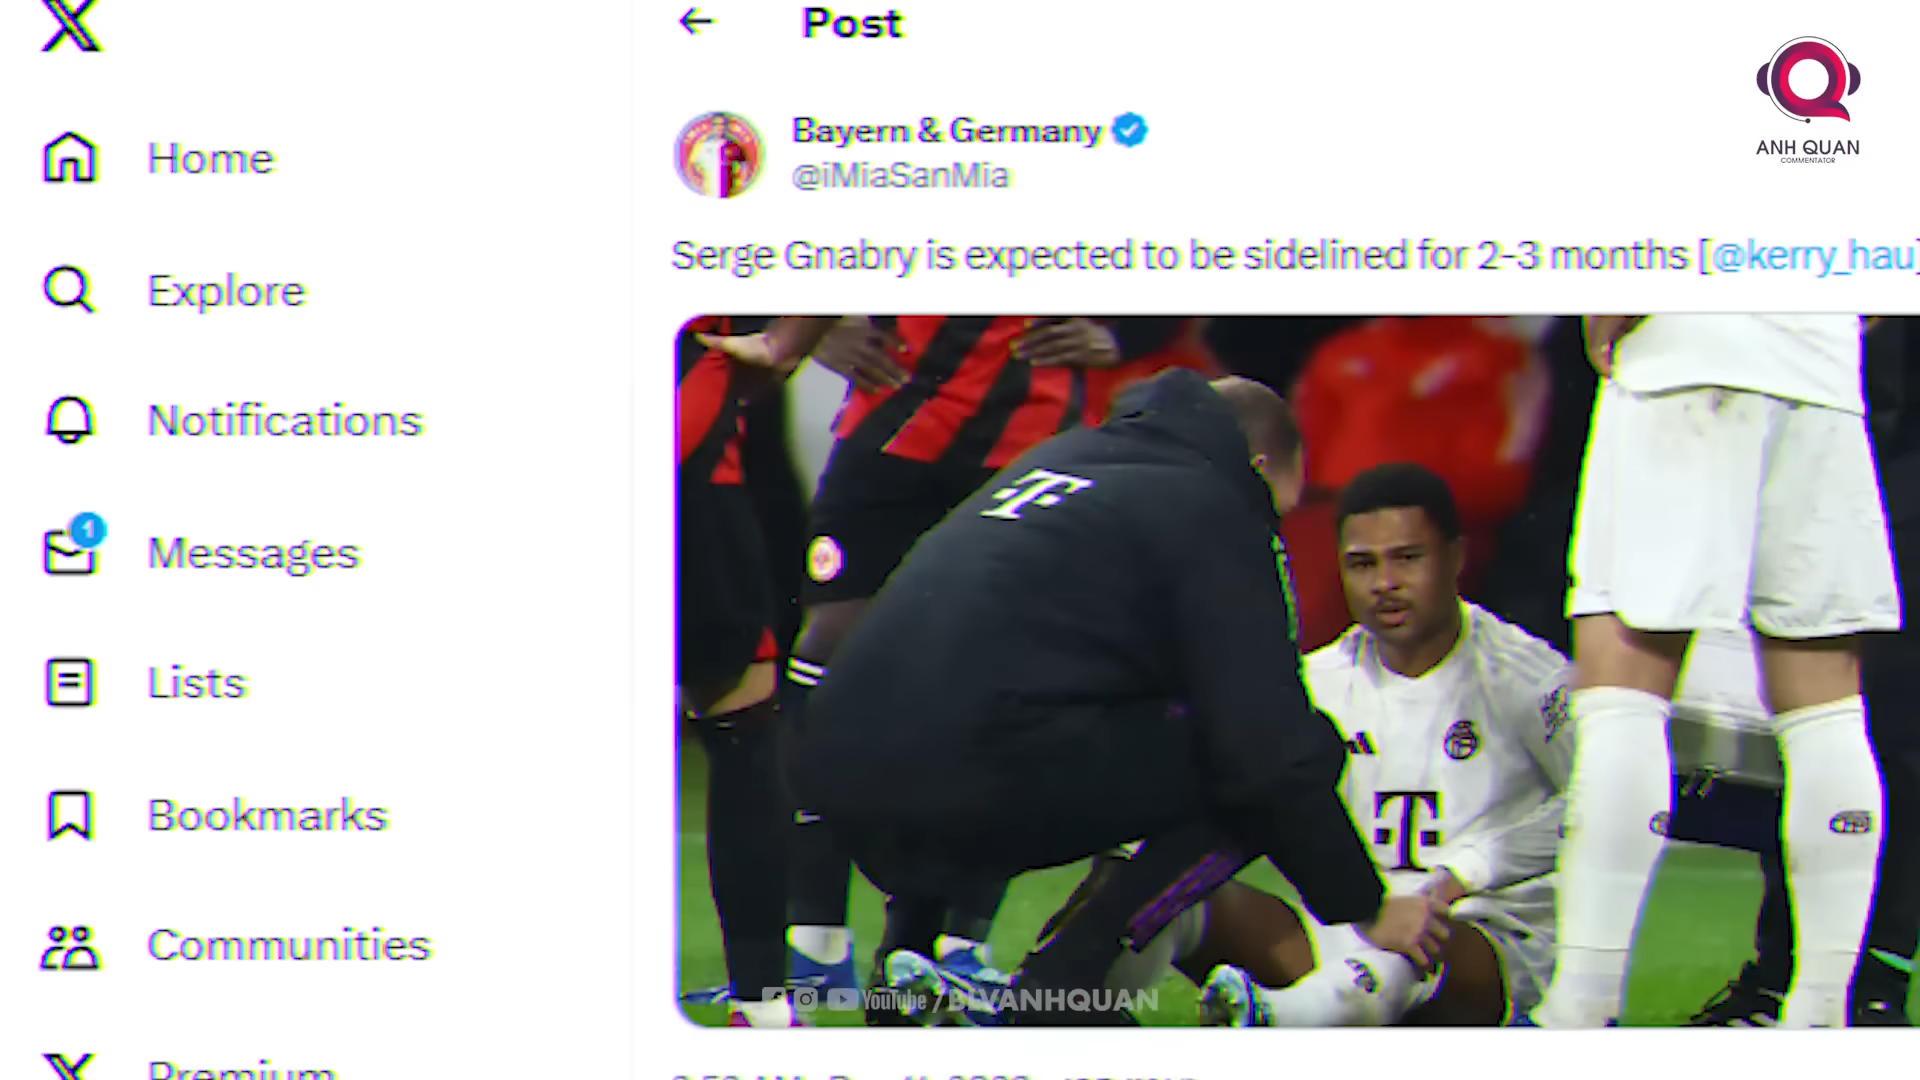 Post
ANH QUAN
COMMENTATOR
Home
Explore
Notifications
1
Messages
Lists
Bookmarks
Communities
Premium
Bayern & Germany
@iMiaSanMia
Serge Gnabry is expected to be sidelined for 2-3 months [@kerry_hau]
T
T
YouTube /BLVANHQUAN